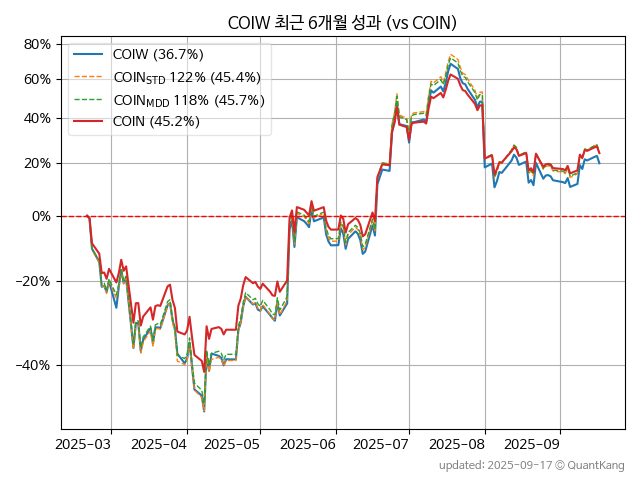 COIW 최근 6개월 성과 (vs COIN)
COIW (36.7%)
COINSTD 122% (45.4%)
COINMDD 118% (45.7%)
COIN (45.2%)
80%
60%
40%
20%
0%
−20%
−40%
2025-03 2025-04 2025-05 2025-06 2025-07 2025-08 2025-09
updated: 2025-09-17 © QuantKang